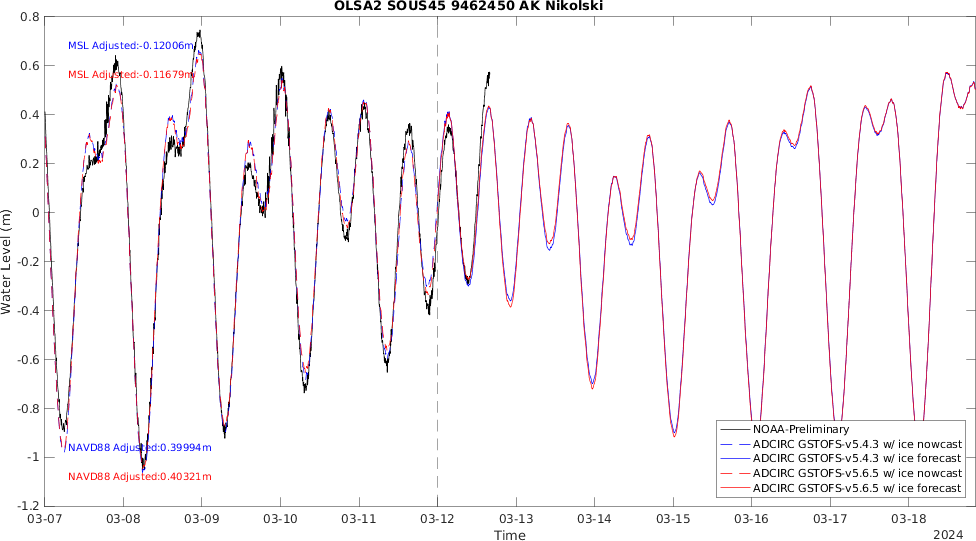 OLSA2 SOUS45 9462450 AK Nikolski
0.8
0.6
0.4
0.2
0
-0.2
-0.4
-0.6
-0.8
-1
-1.2
Water Level (m)
MSL Adjusted:-0.12006m
MSL Adjusted:-0.11679m
NAVD88 Adjusted:0.39994m
NAVD88 Adjusted:0.40321m
NOAA-Preliminary
ADCIRC GSTOFS-v5.4.3 w/ ice nowcast
ADCIRC GSTOFS-v5.4.3 w/ ice forecast
ADCIRC GSTOFS-v5.6.5 w/ ice nowcast
ADCIRC GSTOFS-v5.6.5 w/ ice forecast
03-07 03-08 03-09 03-10 03-11 03-12 03-13 03-14 03-15 03-16 03-17 03-18
Time
2024